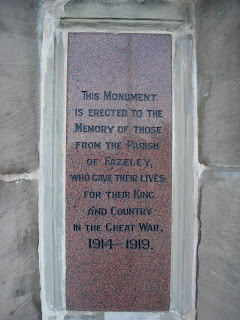 THIS MONUMENT
IS ERECTED TO THE
MEMORY OF THOSE
FROM THE PARISH
OF FAZELEY,
WHO GAVE THEIR LIVES
FOR THEIR KING
AND COUNTRY
IN THE GREAT WAR.
1914-1919.